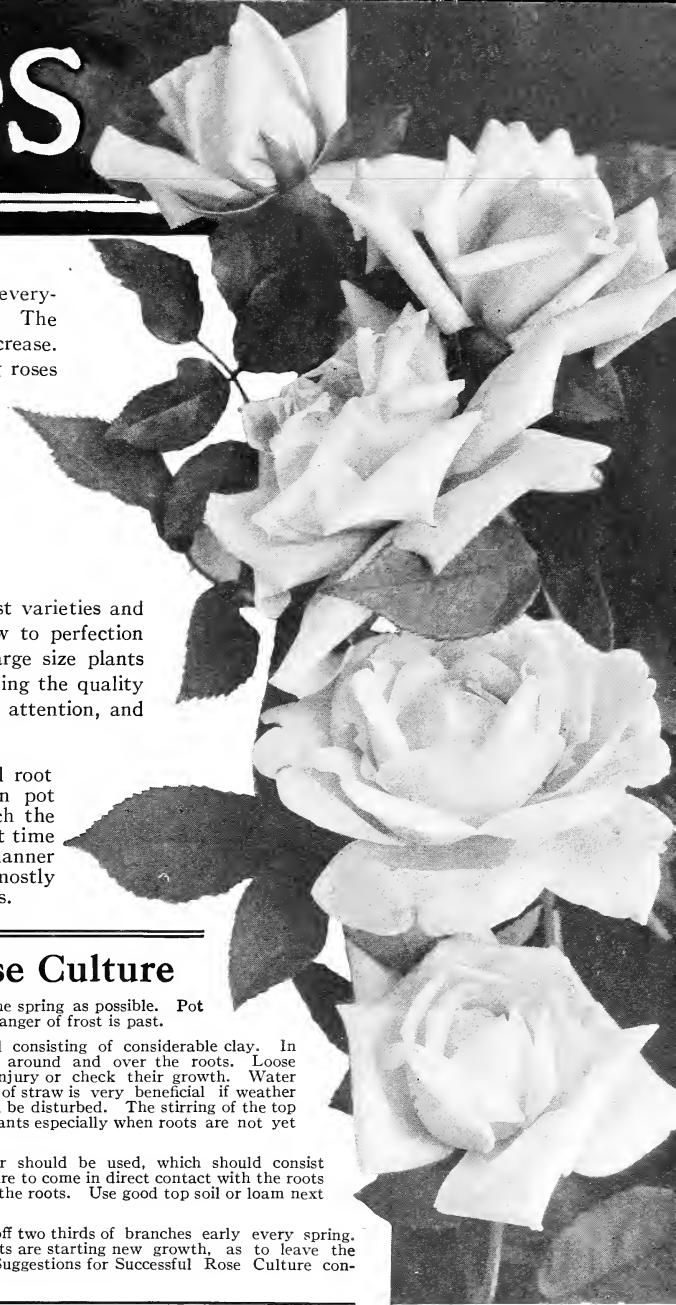 es
every-
The
crease.
roses
st varieties and
w to perfection
arge size plants
ing the quality
attention, and
l root
n pot
ch the
t time
anner
mostly
s.
se Culture
he spring as possible. Pot
anger of frost is past.
l consisting of considerable clay. In
around and over the roots. Loose
njury or check their growth. Water
of straw is very beneficial if weather
be disturbed. The stirring of the top
ants especially when roots are not yet
r should be used, which should consist
re to come in direct contact with the roots
the roots. Use good top soil or loam next
off two thirds of branches early every spring.
ts are starting new growth, as to leave the
Suggestions for Successful Rose Culture con-